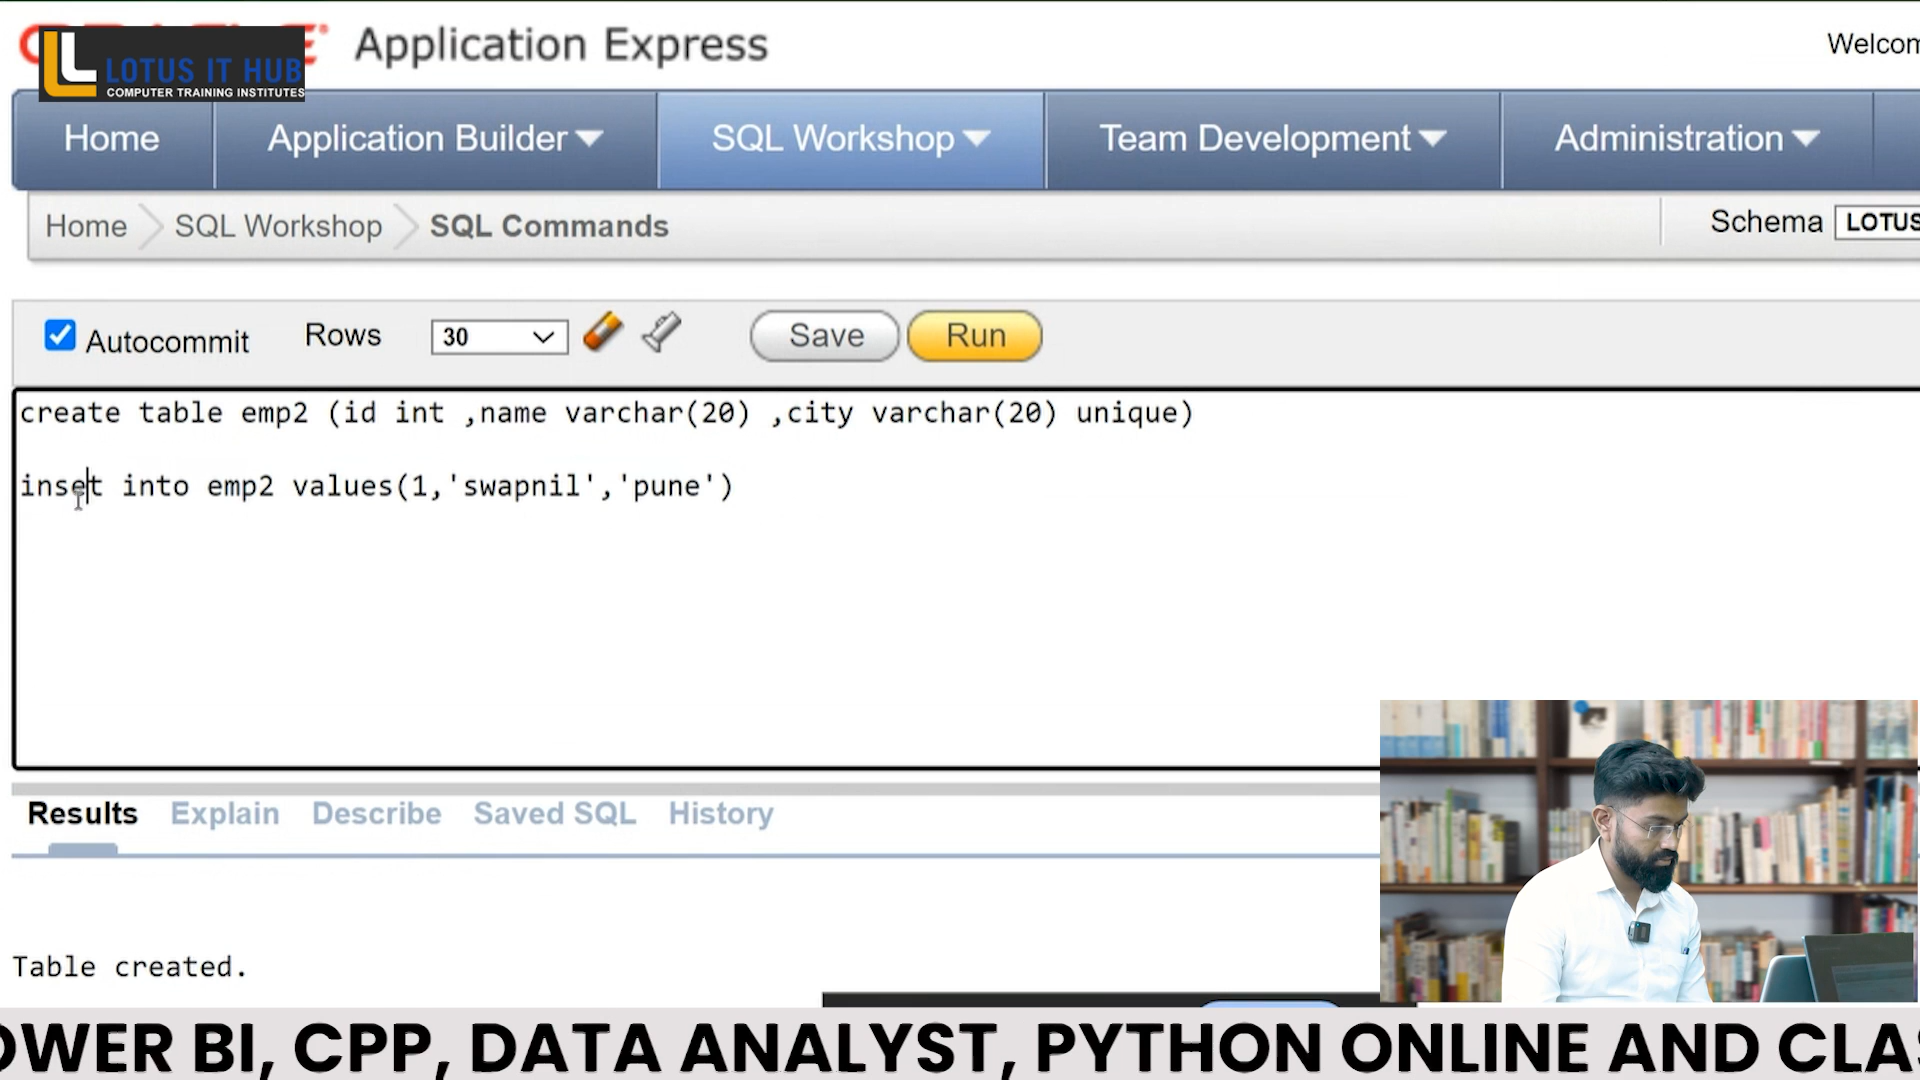 Application Express
Welcom
LOTUS IT HUB
COMPUTER TRAINING INSTITUTES
Home
Application Builder
SQL Workshop
Team Development
Administration
Home
SQL Workshop
SQL Commands
Schema
LOTUS
Autocommit
Rows
30
Save
Run
create table emp2 (id int ,name varchar(20) ,city varchar(20) unique)
inset into emp2 values(1,'swapnil','pune')
Results
Explain
Describe
Saved SQL
History
Table created.
OWER BI, CPP, DATA ANALYST, PYTHON ONLINE AND CLAS